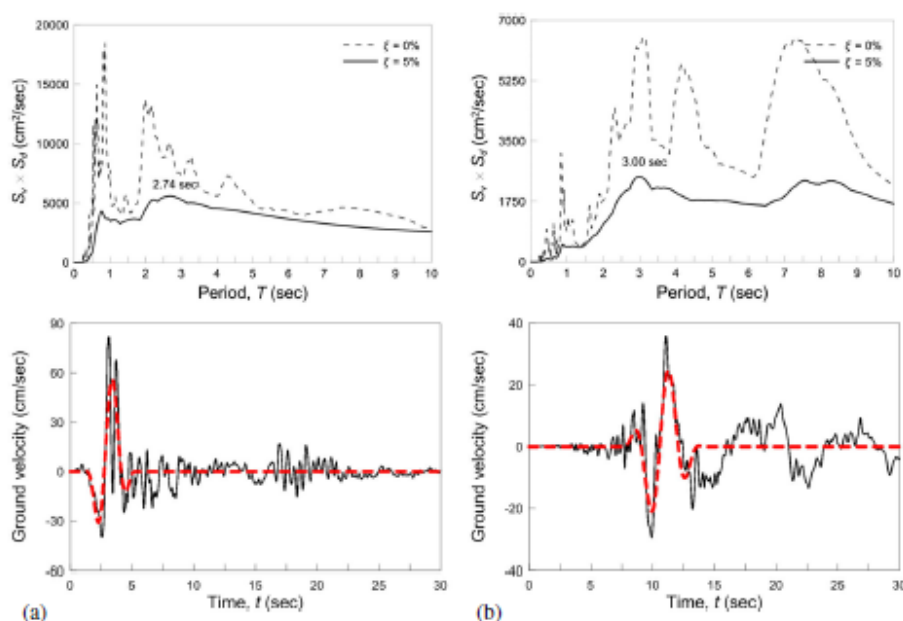 20000
15000
10000
5000
0
S_v × S_d (cm²/sec)
ξ = 0%
ξ = 5%
2.74 sec
0 1 2 3 4 5 6 7 8 9 10
Period, T (sec)
7000
5250
3500
1750
0
S_v × S_d (cm²/sec)
ξ = 0%
ξ = 5%
3.00 sec
0 1 2 3 4 5 6 7 8 9 10
Period, T (sec)
90
60
30
0
-30
-60
Ground velocity (cm/sec)
0 5 10 15 20 25 30
Time, t (sec)
(a)
40
20
0
-20
-40
Ground velocity (cm/sec)
0 5 10 15 20 25 30
Time, t (sec)
(b)